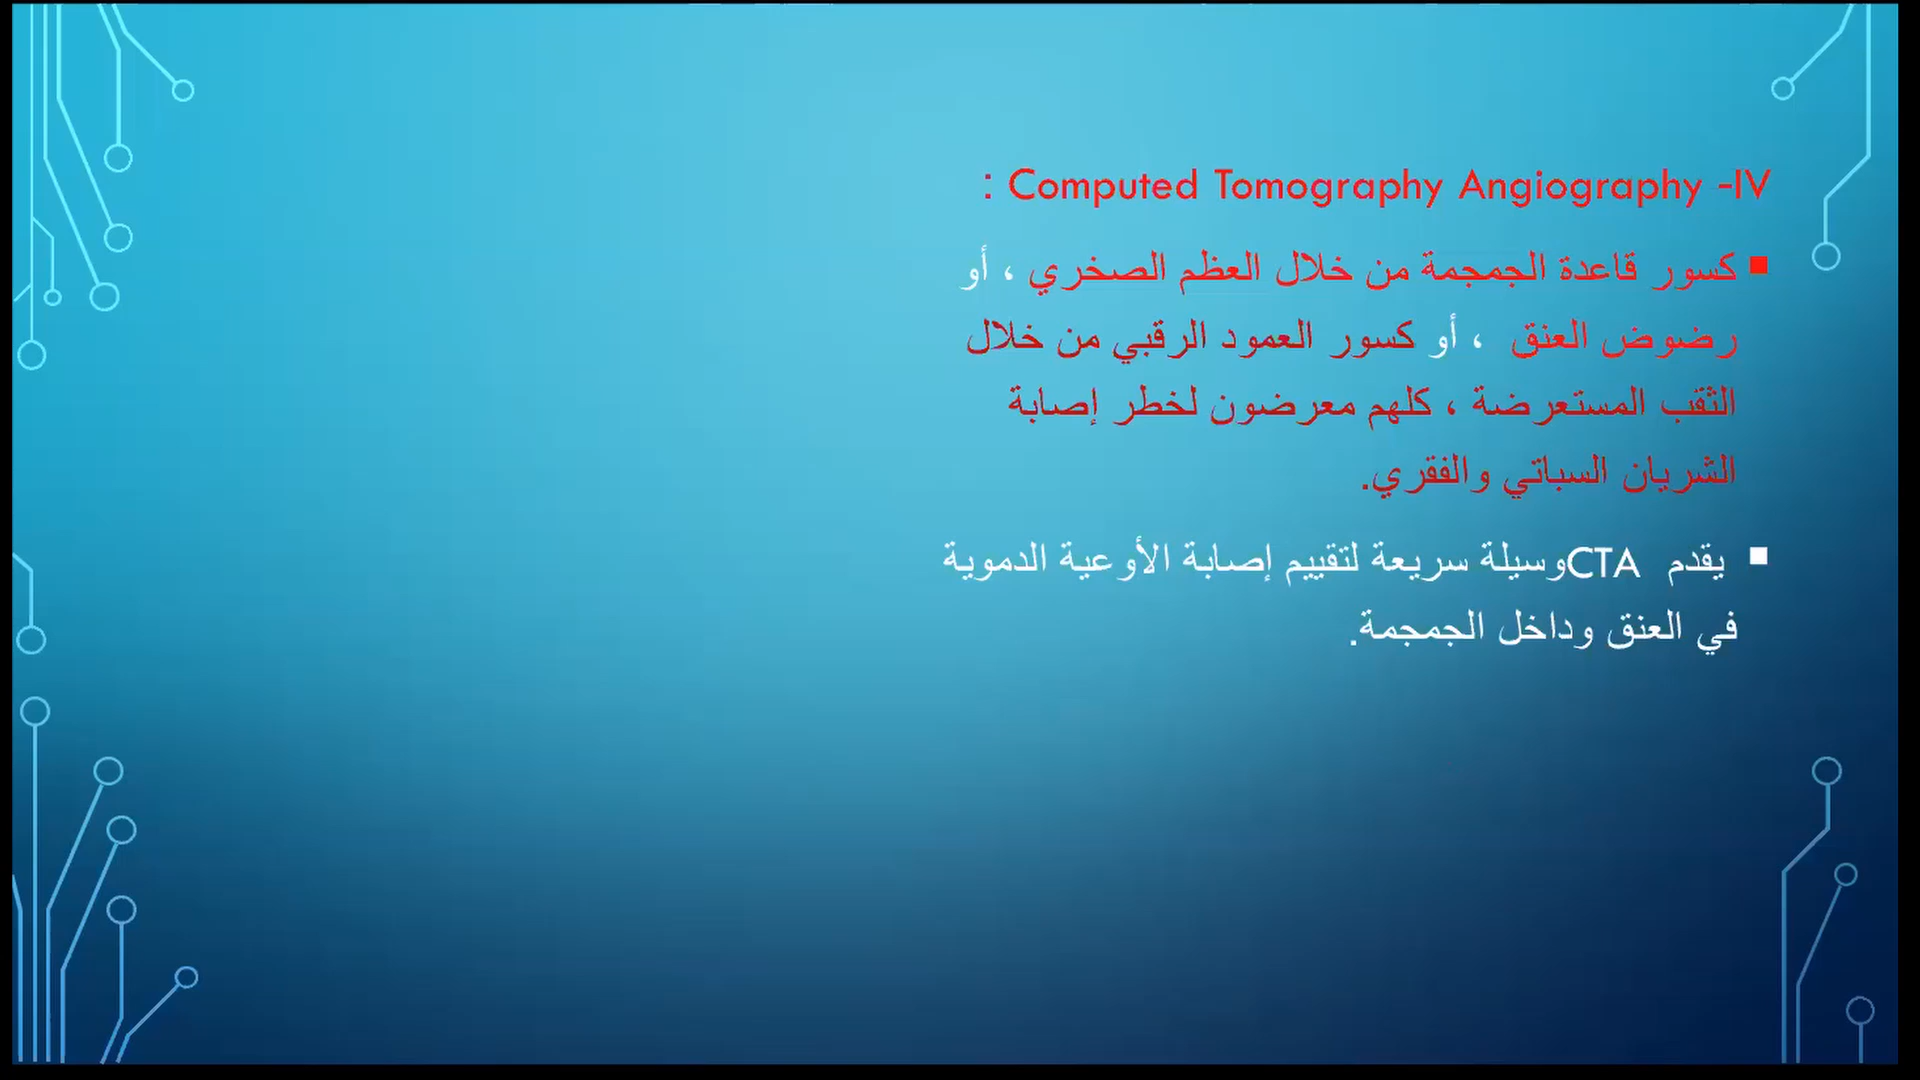 Computed Tomography Angiography -IV :
كسور قاعدة الجمجمة من خلال العظم الصخري ، أو
رضوض العنق ، أو كسور العمود الرقبي من خلال
الثقب المستعرضة ، كلهم معرضون لخطر إصابة
الشريان السباتي والفقري.
يقدم CTAوسيلة سريعة لتقييم إصابة الأوعية الدموية
في العنق وداخل الجمجمة.